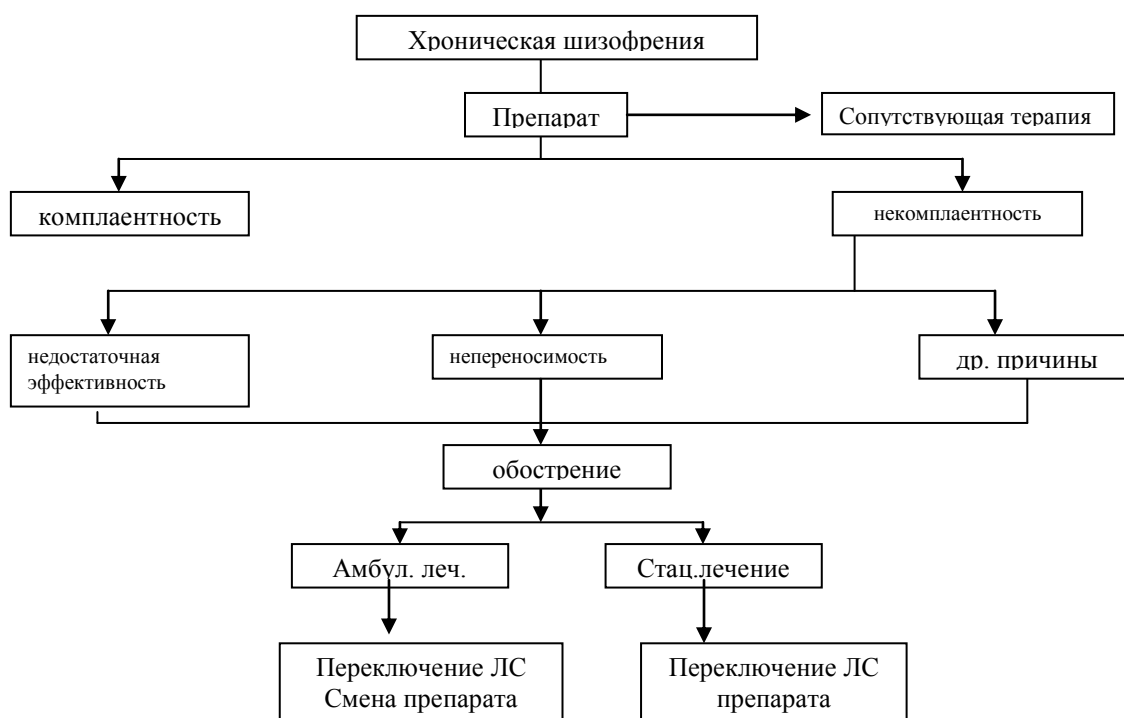 Хроническая шизофрения
Препарат
Сопутствующая терапия
комплаентность
некомплаентность
недостаточная
эффективность
непереносимость
др. причины
обострение
Амбул. леч.
Стац.лечение
Переключение ЛС
Смена препарата
Переключение ЛС
препарата